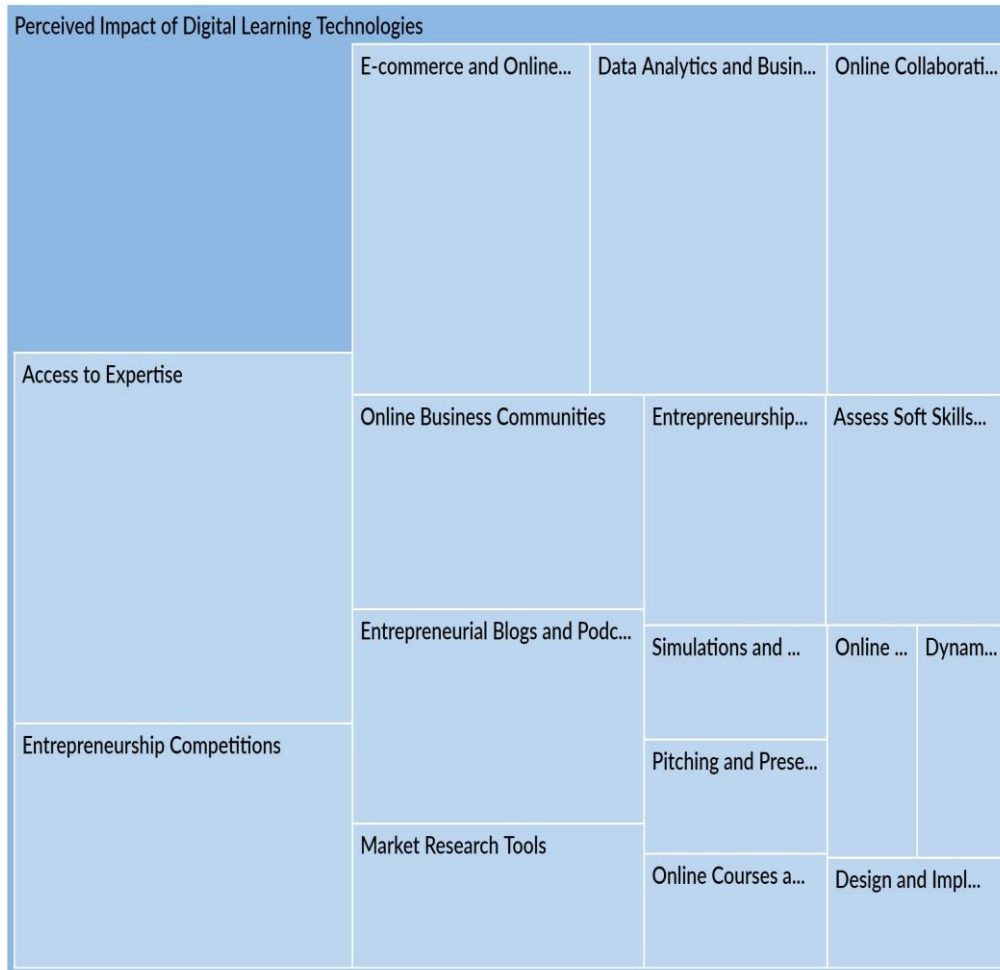 Perceived Impact of Digital Learning Technologies
E-commerce and Online...
Data Analytics and Busin...
Online Collaborati...
Access to Expertise
Online Business Communities
Entrepreneurship...
Assess Soft Skills...
Entrepreneurial Blogs and Podc...
Simulations and ...
Online ...
Dynam...
Entrepreneurship Competitions
Pitching and Prese...
Market Research Tools
Online Courses a...
Design and Impl...